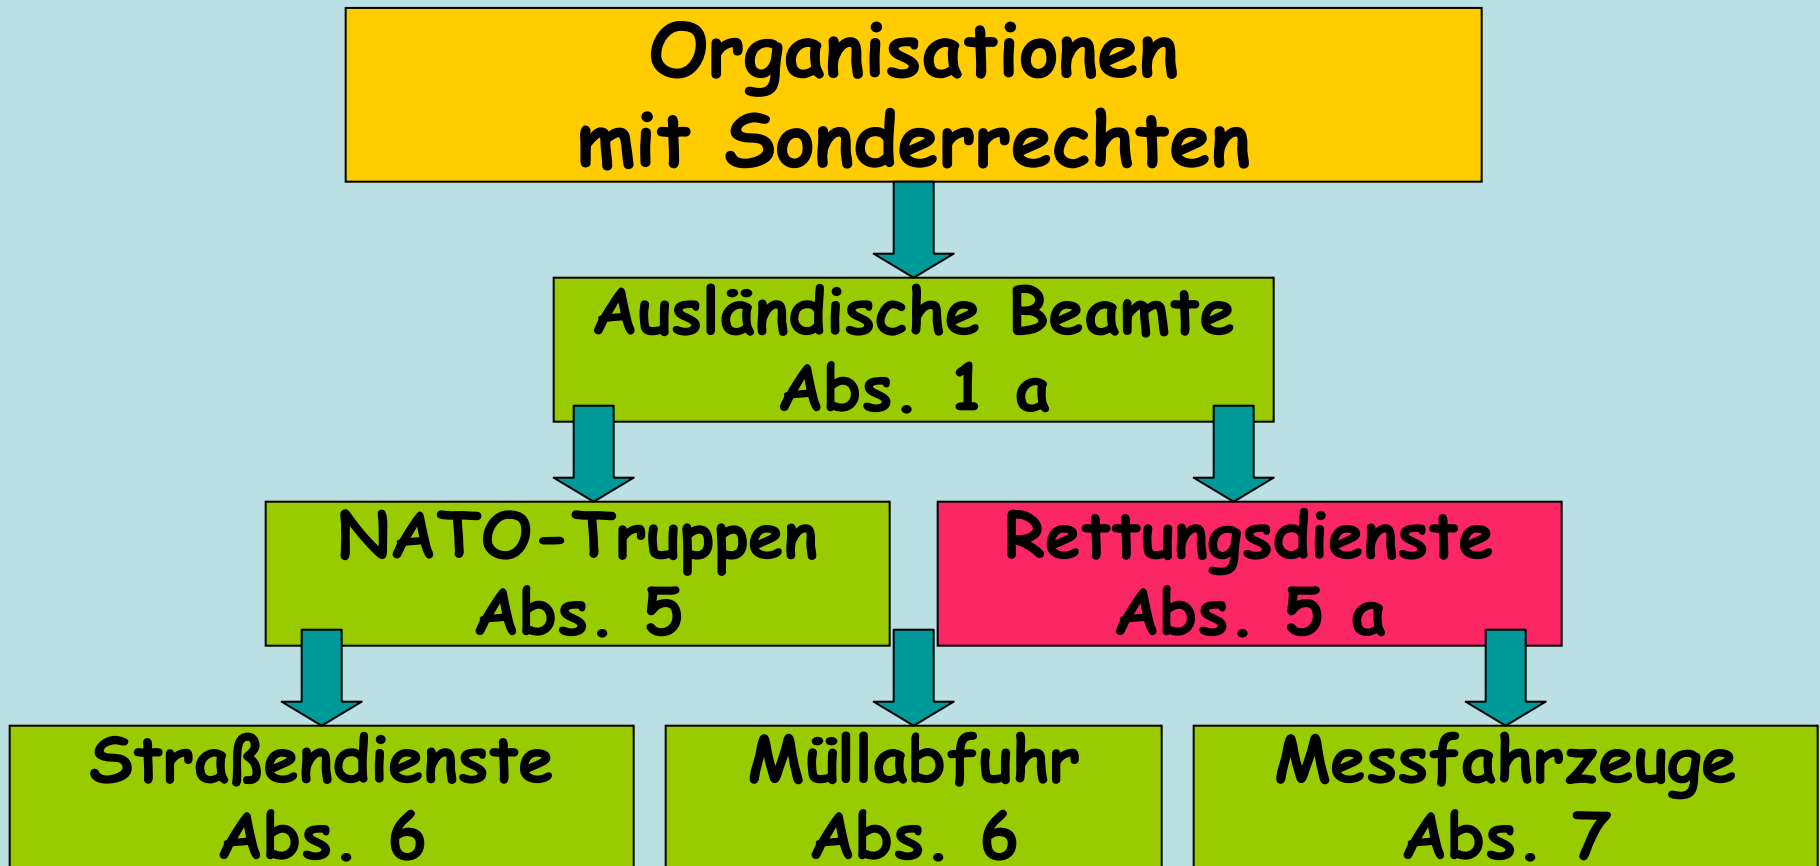 Organisationen
mit Sonderrechten
Ausländische Beamte
Abs. 1 a
NATO-Truppen
Abs. 5
Rettungsdienste
Abs. 5 a
Straßendienste
Abs. 6
Müllabfuhr
Abs. 6
Messfahrzeuge
Abs. 7